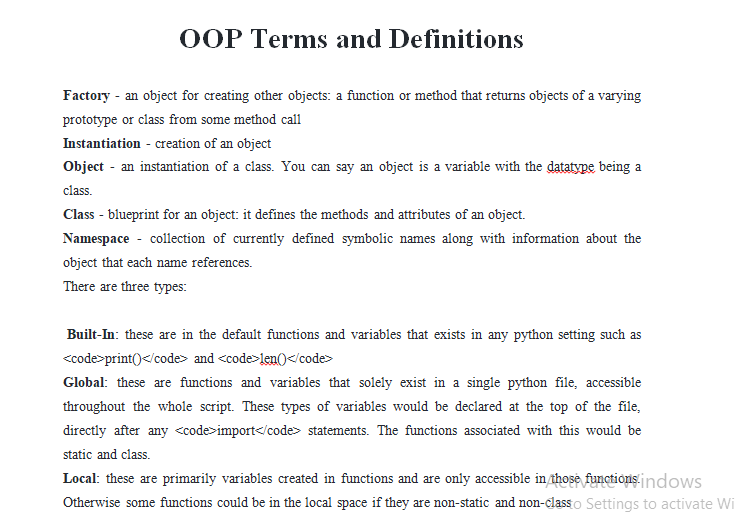 OOP Terms and Definitions
Factory - an object for creating other objects: a function or method that returns objects of a varying
prototype or class from some method call
Instantiation - creation of an object
Object - an instantiation of a class. You can say an object is a variable with the datatype being a
class.
Class - blueprint for an object: it defines the methods and attributes of an object.
Namespace - collection of currently defined symbolic names along with information about the
object that each name references.
There are three types:
Built-In: these are in the default functions and variables that exists in any python setting such as
<code>print()</code> and <code>len()</code>
Global: these are functions and variables that solely exist in a single python file, accessible
throughout the whole script. These types of variables would be declared at the top of the file,
directly after any <code>import</code> statements. The functions associated with this would be
static and class.
Local: these are primarily variables created in functions and are only accessible in those functions.
Otherwise some functions could be in the local space if they are non-static and non-class
Activate Windows
Go to Settings to activate Wi